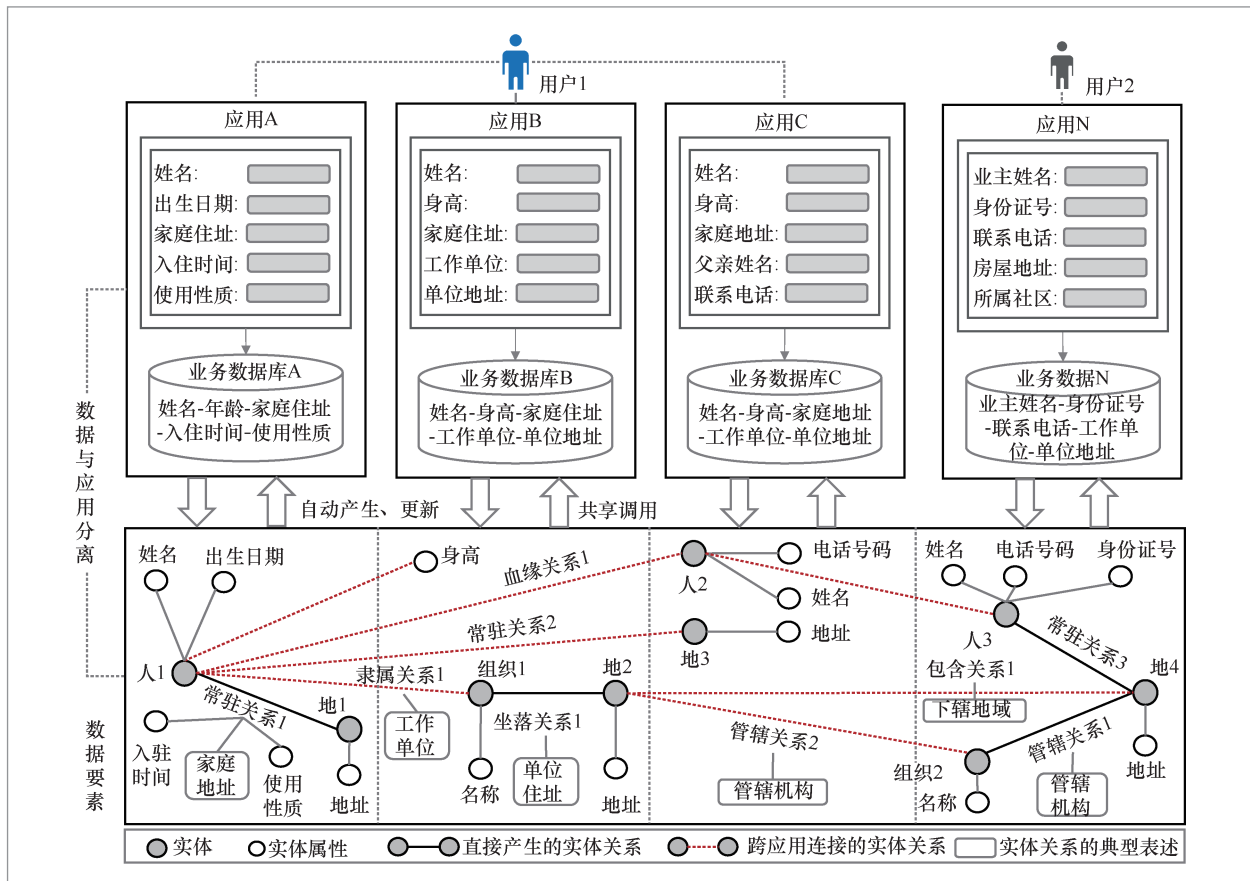 用户1
用户2
应用A
姓名:
出生日期:
家庭住址:
入住时间:
使用性质:
业务数据库A
姓名-年龄-家庭住址
-入住时间-使用性质
应用B
姓名:
身高:
家庭住址:
工作单位:
单位地址:
业务数据库B
姓名-身高-家庭住址
-工作单位-单位地址
应用C
姓名:
身高:
家庭地址:
父亲姓名:
联系电话:
业务数据库C
姓名-身高-家庭地址
-工作单位-单位地址
应用N
业主姓名:
身份证号:
联系电话:
房屋地址:
所属社区:
业务数据N
业主姓名-身份证号
-联系电话-工作单
位-单位地址
数据与应用分离
自动产生、更新
共享调用
数据要素
姓名
出生日期
人1
常驻关系1
地1
入驻
时间
家庭
地址
使用
性质
地址
身高
血缘关系1
常驻关系2
隶属关系1
工作
单位
组织1
地2
坐落关系1
单位
住址
名称
地址
人2
电话号码
姓名
地3
地址
管辖关系2
管辖机构
姓名
电话号码
身份证号
人3
常驻关系3
包含关系1
下辖地域
地4
管辖关系1
管辖
机构
组织2
名称
地址
实体
实体属性
直接产生的实体关系
跨应用连接的实体关系
实体关系的典型表述